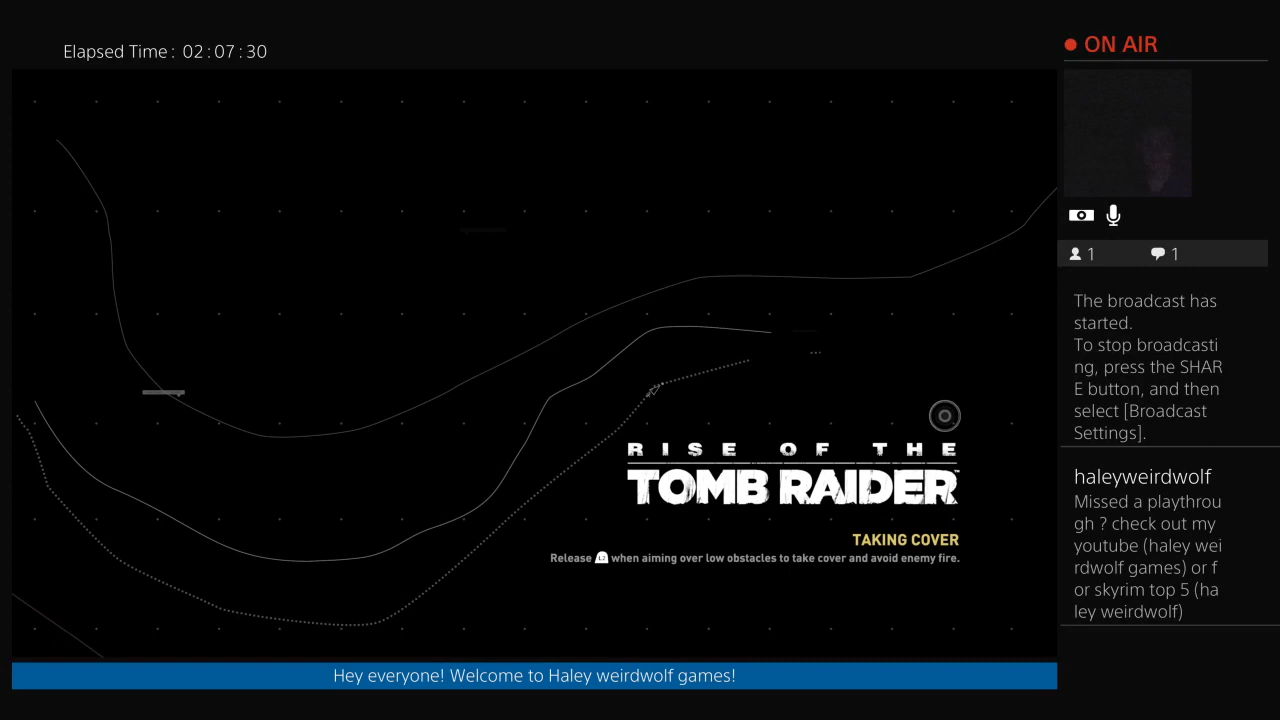 Elapsed Time: 02:07:30
ON AIR
1 1
The broadcast has
started.
To stop broadcasti
ng, press the SHAR
E button, and then
select [Broadcast
Settings].
haleyweirdwolf
Missed a playthrou
gh ? check out my
youtube (haley wei
rdwolf games) or f
or skyrim top 5 (ha
ley weirdwolf)
RISE OF THE
TOMB RAIDER™
TAKING COVER
Release L2 when aiming over low obstacles to take cover and avoid enemy fire.
Hey everyone! Welcome to Haley weirdwolf games!